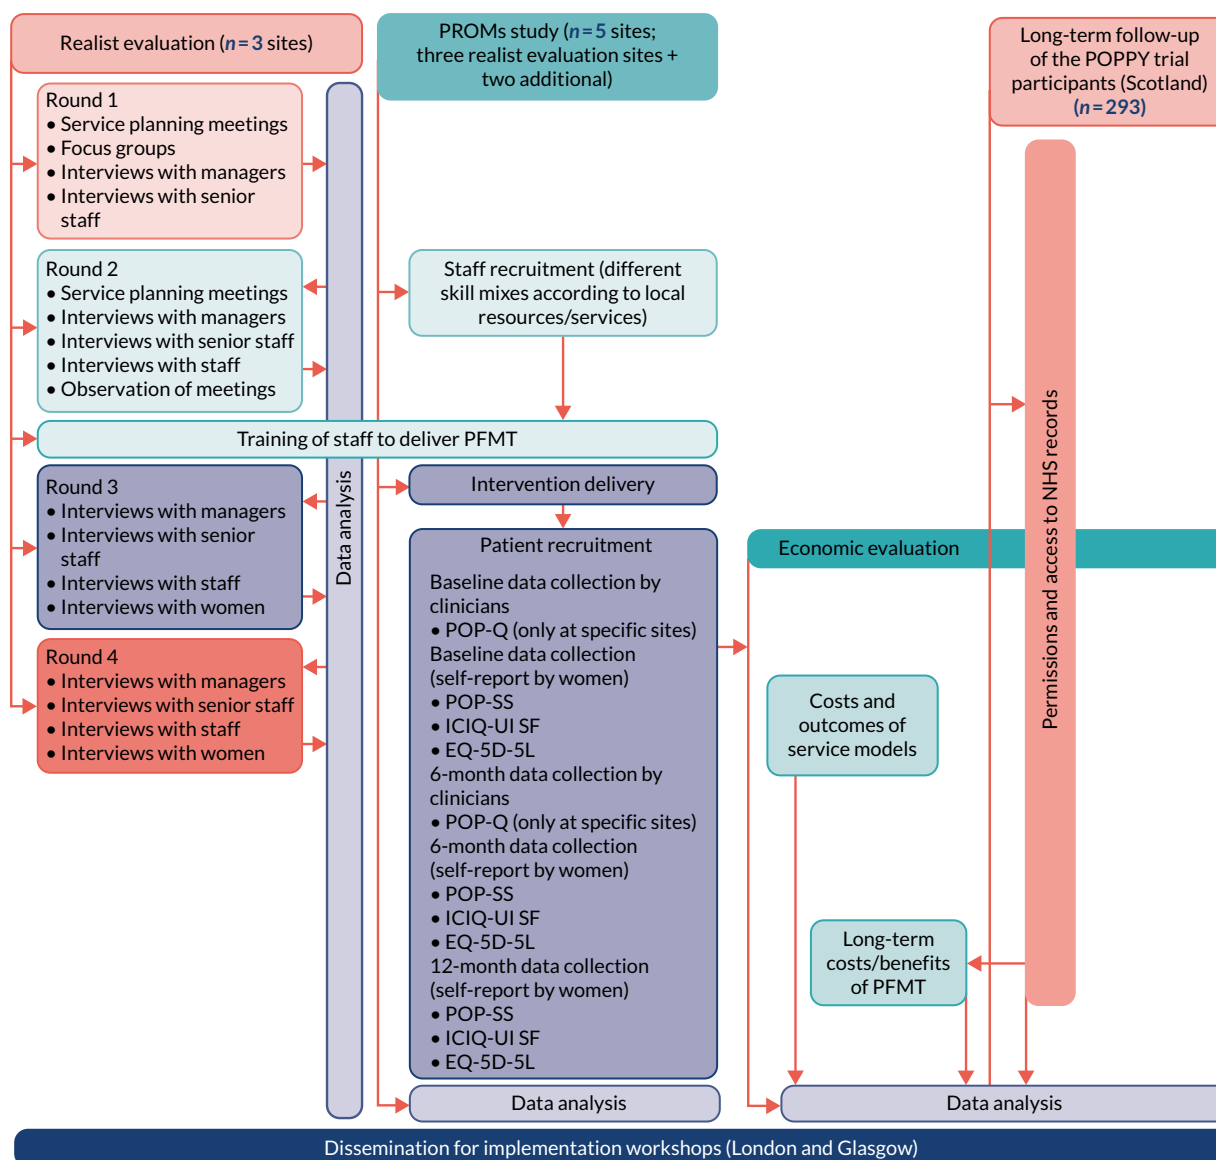 Realist evaluation (n = 3 sites)
Round 1
• Service planning meetings
• Focus groups
• Interviews with managers
• Interviews with senior
staff
Round 2
• Service planning meetings
• Interviews with managers
• Interviews with senior staff
• Interviews with staff
• Observation of meetings
Training of staff to deliver PFMT
Round 3
• Interviews with managers
• Interviews with senior
staff
• Interviews with staff
• Interviews with women
Round 4
• Interviews with managers
• Interviews with senior staff
• Interviews with staff
• Interviews with women
Data analysis
PROMs study (n = 5 sites;
three realist evaluation sites +
two additional)
Staff recruitment (different
skill mixes according to local
resources/services)
Intervention delivery
Patient recruitment
Baseline data collection by
clinicians
• POP-Q (only at specific sites)
Baseline data collection
(self-report by women)
• POP-SS
• ICIQ-UI SF
• EQ-5D-5L
6-month data collection by
clinicians
• POP-Q (only at specific sites)
6-month data collection
(self-report by women)
• POP-SS
• ICIQ-UI SF
• EQ-5D-5L
12-month data collection
(self-report by women)
• POP-SS
• ICIQ-UI SF
• EQ-5D-5L
Data analysis
Long-term follow-up
of the POPPY trial
participants (Scotland)
(n = 293)
Permissions and access to NHS records
Economic evaluation
Costs and
outcomes of
service models
Long-term
costs/benefits
of PFMT
Data analysis
Dissemination for implementation workshops (London and Glasgow)